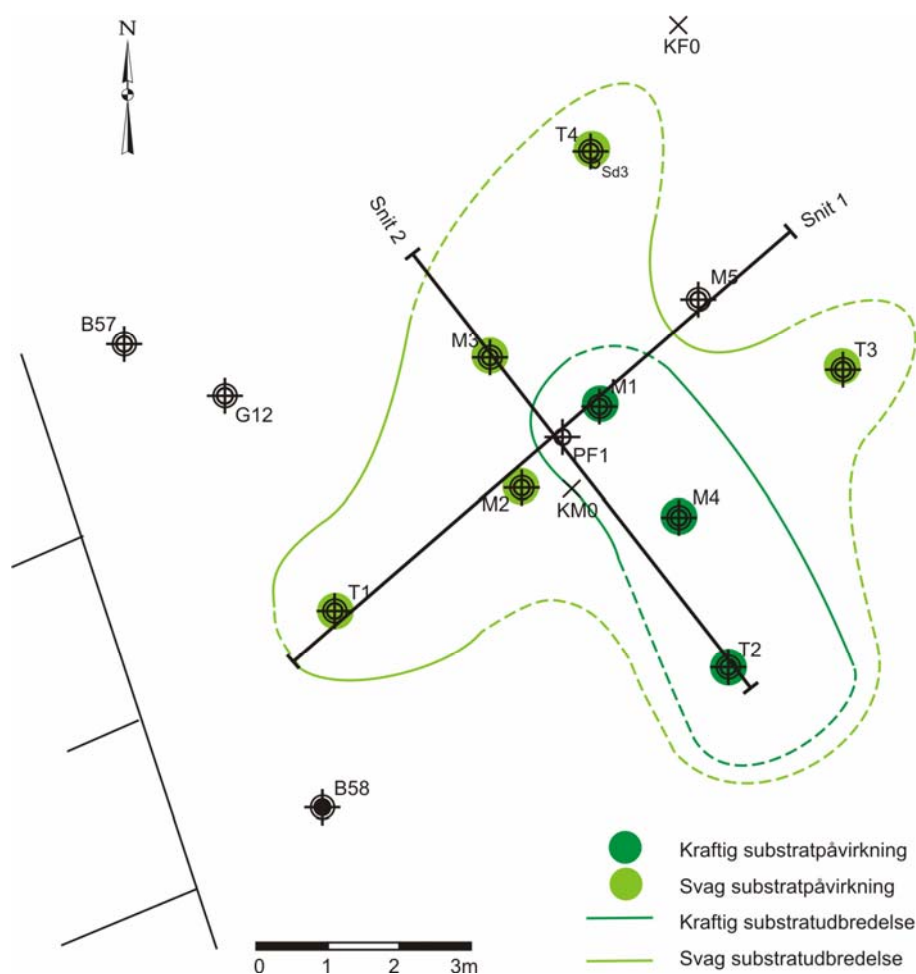 N
KF0
T4
Sd3
Snit 2
Snit 1
M5
B57
M3
T3
G12
M1
PF1
M2
KM0
M4
T1
T2
B58
Kraftig substratpåvirkning
Svag substratpåvirkning
Kraftig substratudbredelse
Svag substratudbredelse
0 1 2 3m